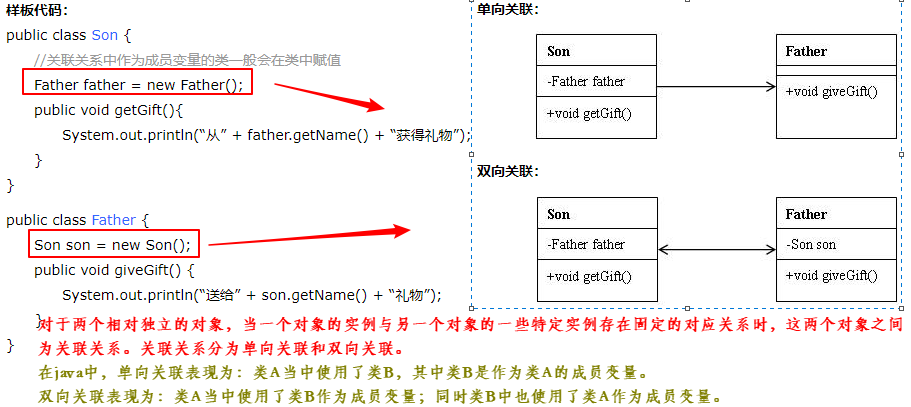 样板代码：
public class Son {
//关联关系中作为成员变量的类一般会在类中赋值
Father father = new Father();
public void getGift(){
System.out.println(“从” + father.getName() + “获得礼物”);
}
}
public class Father {
Son son = new Son();
public void giveGift() {
System.out.println(“送给” + son.getName() + “礼物”);
}
}
单向关联：
Son
-Father father
+void getGift()
Father
+void giveGift()
双向关联：
Son
-Father father
+void getGift()
Father
-Son son
+void giveGift()
对于两个相对独立的对象，当一个对象的实例与另一个对象的一些特定实例存在固定的对应关系时，这两个对象之间
为关联关系。关联关系分为单向关联和双向关联。
在java中，单向关联表现为：类A当中使用了类B，其中类B是作为类A的成员变量。
双向关联表现为：类A当中使用了类B作为成员变量；同时类B中也使用了类A作为成员变量。